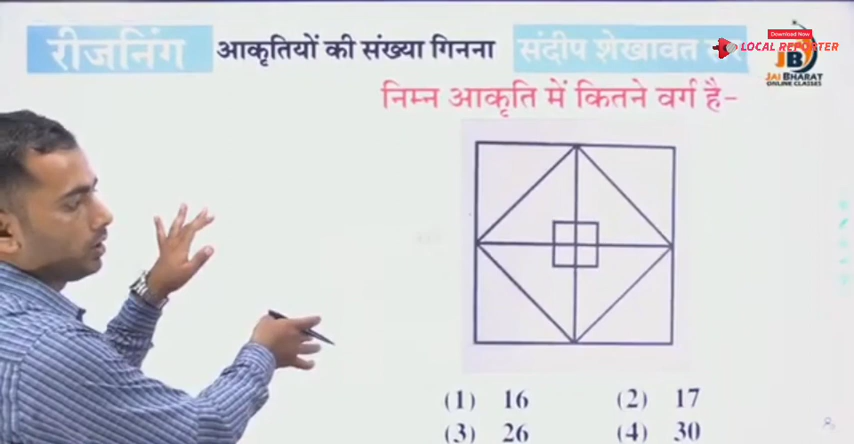 रीजनिंग आकृतियों की संख्या गिनना संदीप शेखावत
Download Now
LOCAL REPORTER
JB
JAI BHARAT
ONLINE CLASSES
निम्न आकृति में कितने वर्ग है-
(1) 16 (2) 17
(3) 26 (4) 30